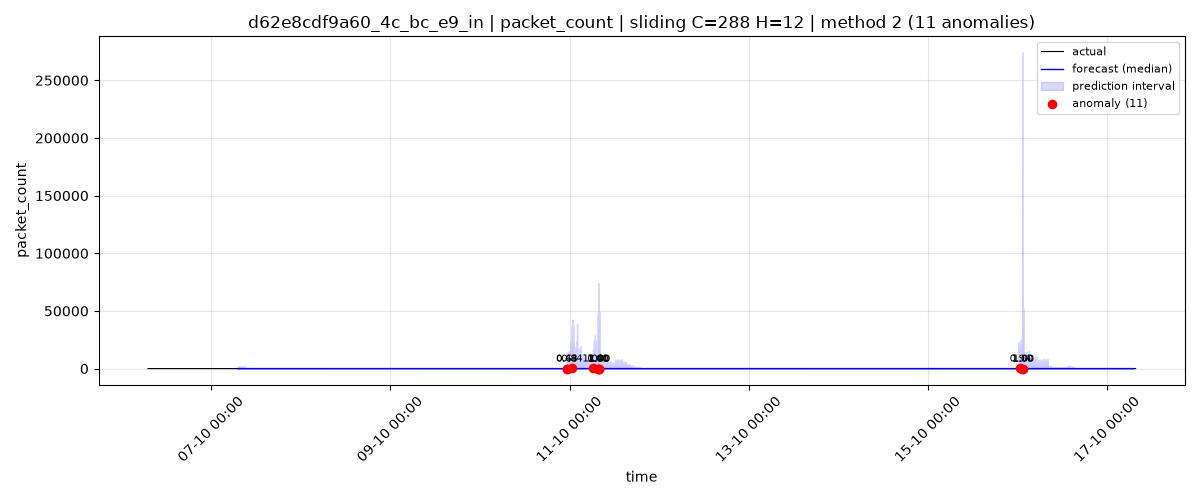 d62e8cdf9a60_4c_bc_e9_in | packet_count | sliding C=288 H=12 | method 2 (11 anomalies)
actual
forecast (median)
prediction interval
anomaly (11)
packet_count
250000
200000
150000
100000
50000
0
07-10 00:00
09-10 00:00
11-10 00:00
13-10 00:00
15-10 00:00
17-10 00:00
time